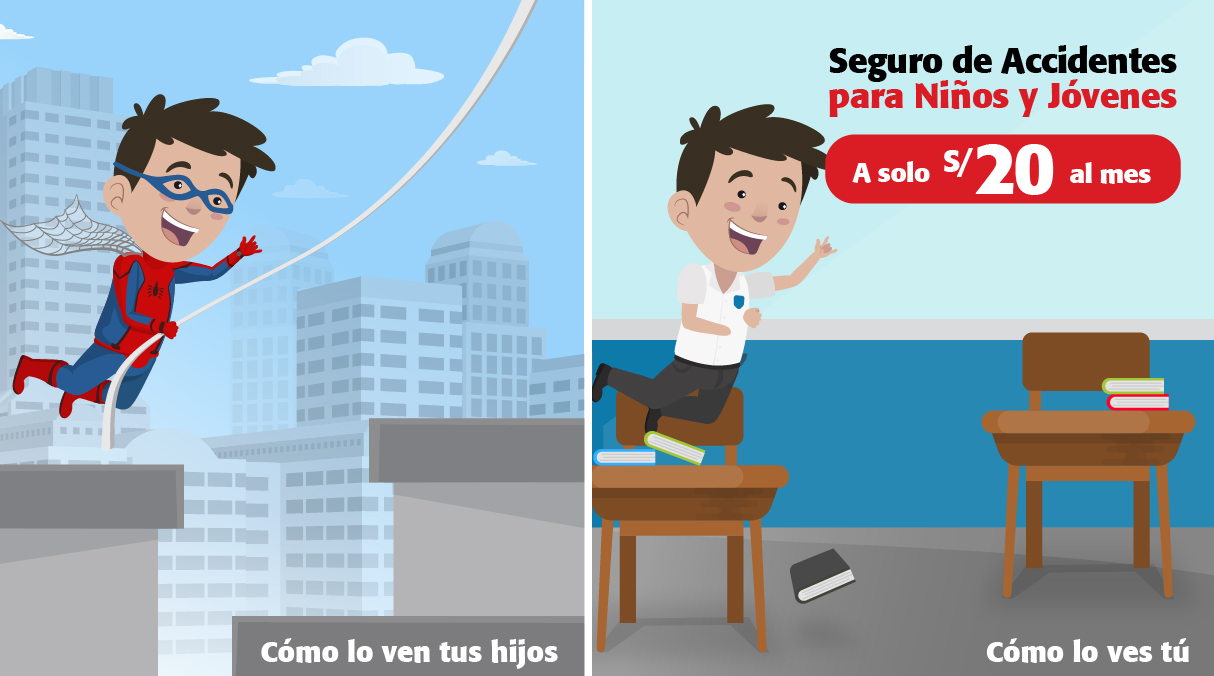 Seguro de Accidentes
para Niños y Jóvenes
A solo S/20 al mes
Cómo lo ven tus hijos
Cómo lo ves tú